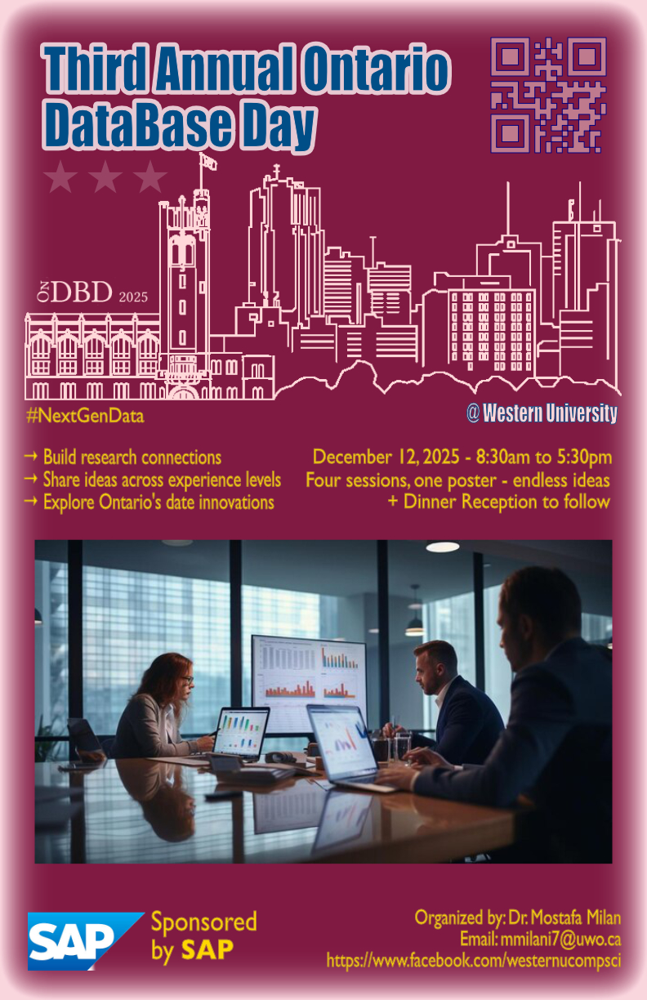 Third Annual Ontario
DataBase Day
ON DBD 2025
#NextGenData
@ Western University
→ Build research connections
→ Share ideas across experience levels
→ Explore Ontario's date innovations
December 12, 2025 - 8:30am to 5:30pm
Four sessions, one poster - endless ideas
+ Dinner Reception to follow
SAP
Sponsored
by SAP
Organized by: Dr. Mostafa Milan
Email: mmilani7@uwo.ca
https://www.facebook.com/westernucompsci